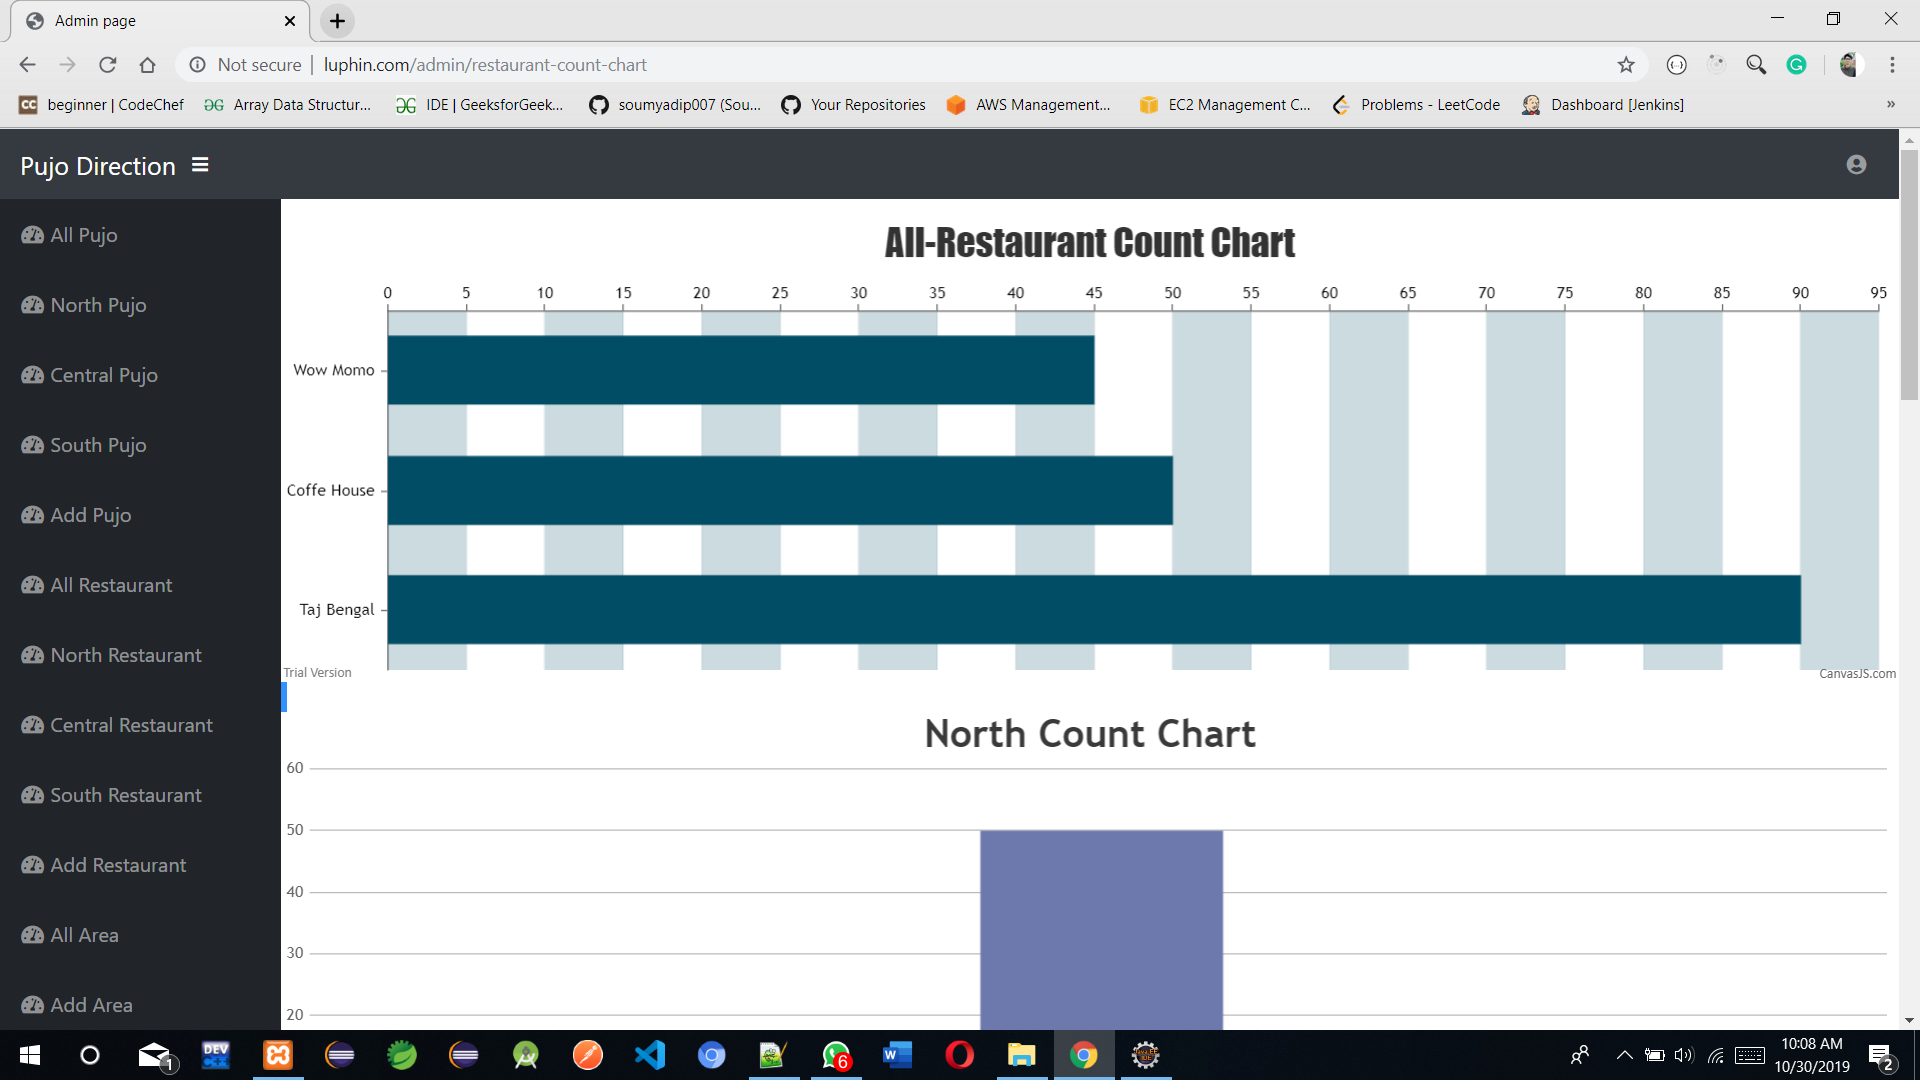 Admin page
Not secure | luphin.com/admin/restaurant-count-chart
beginner | CodeChef
Array Data Structur...
IDE | GeeksforGeek...
soumyadip007 (Sou...
Your Repositories
AWS Management...
EC2 Management C...
Problems - LeetCode
Dashboard [Jenkins]
»
Pujo Direction
All Pujo
North Pujo
Central Pujo
South Pujo
Add Pujo
All Restaurant
North Restaurant
Central Restaurant
South Restaurant
Add Restaurant
All Area
Add Area
All-Restaurant Count Chart
0 5 10 15 20 25 30 35 40 45 50 55 60 65 70 75 80 85 90 95
Wow Momo
Coffe House
Taj Bengal
Trial Version
CanvasJS.com
North Count Chart
60
50
40
30
20
1
DEV C++
6
10:08 AM
10/30/2019
2